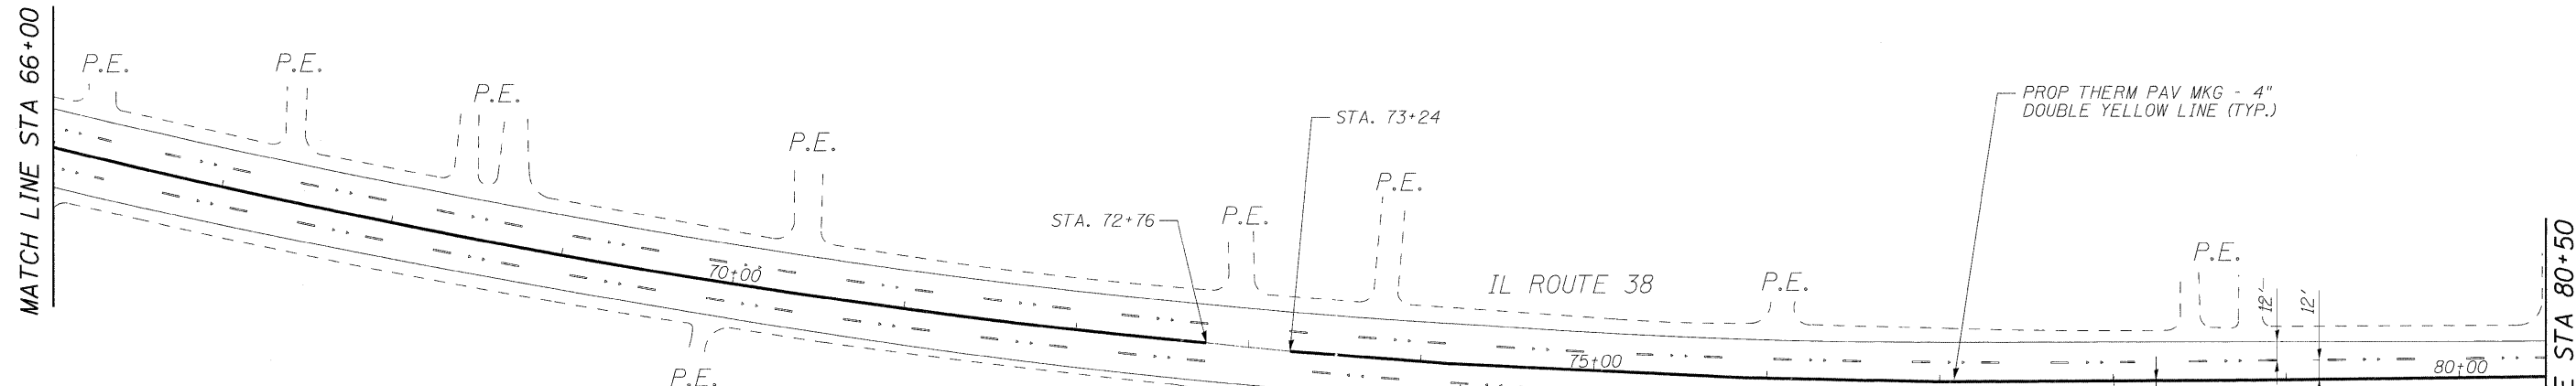 MATCH LINE STA 66+00
P.E.
P.E.
P.E.
P.E.
STA. 73+24
PROP THERM PAV MKG - 4"
DOUBLE YELLOW LINE (TYP.)
P.E.
STA. 72+76
P.E.
P.E.
P.E.
IL ROUTE 38
70+00
75+00
80+00
12'
12'
P.E.
STA 80+50